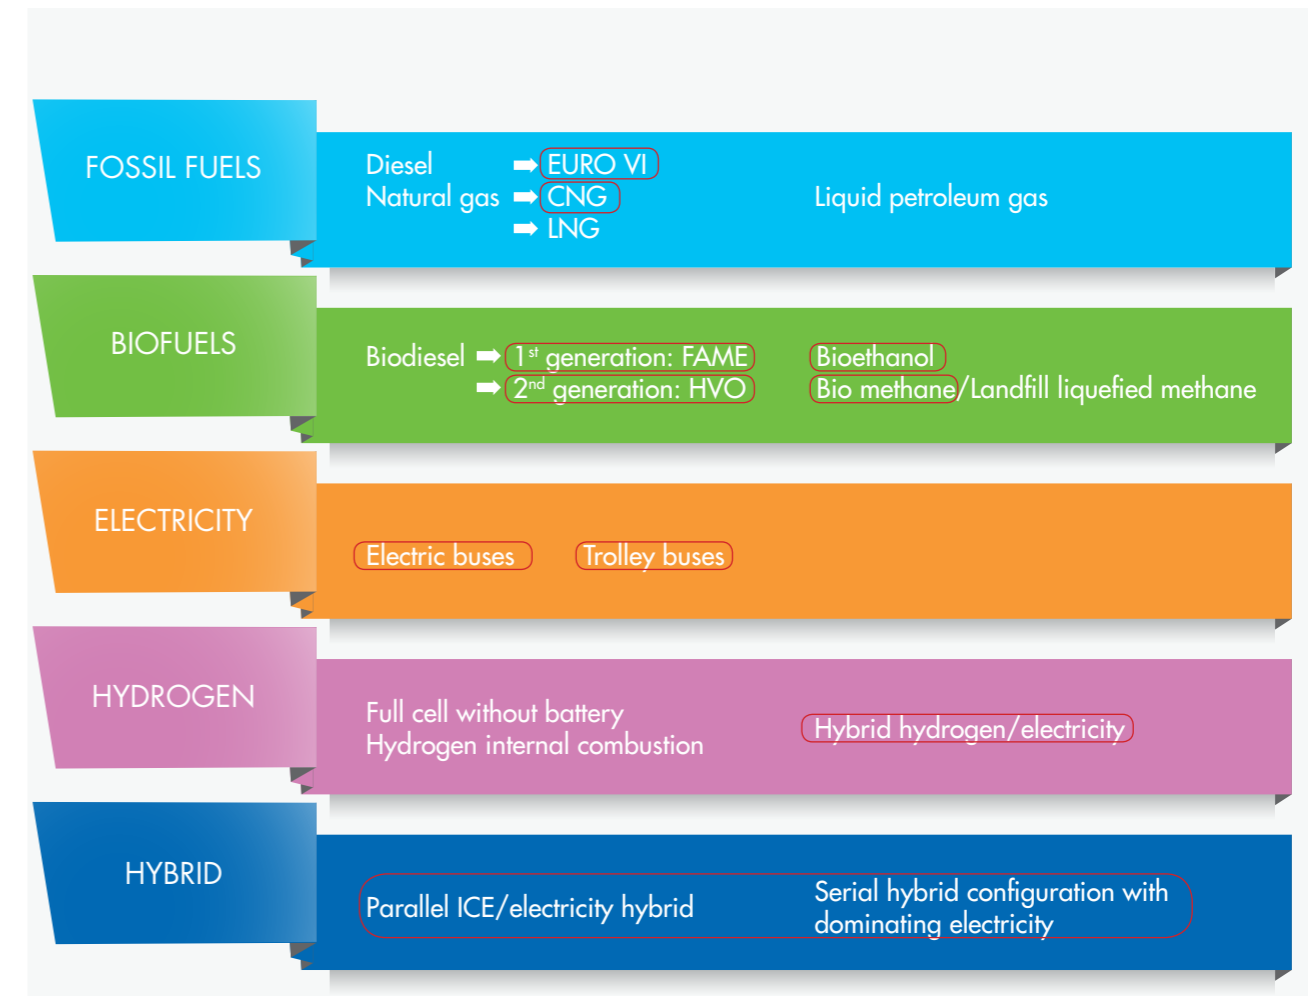 FOSSIL FUELS
Diesel ➡ EURO VI
Natural gas ➡ CNG Liquid petroleum gas
➡ LNG
BIOFUELS
Biodiesel ➡ 1st generation: FAME Bioethanol
➡ 2nd generation: HVO Bio methane/Landfill liquefied methane
ELECTRICITY
Electric buses Trolley buses
HYDROGEN
Full cell without battery
Hydrogen internal combustion
Hybrid hydrogen/electricity
HYBRID
Parallel ICE/electricity hybrid
Serial hybrid configuration with
dominating electricity